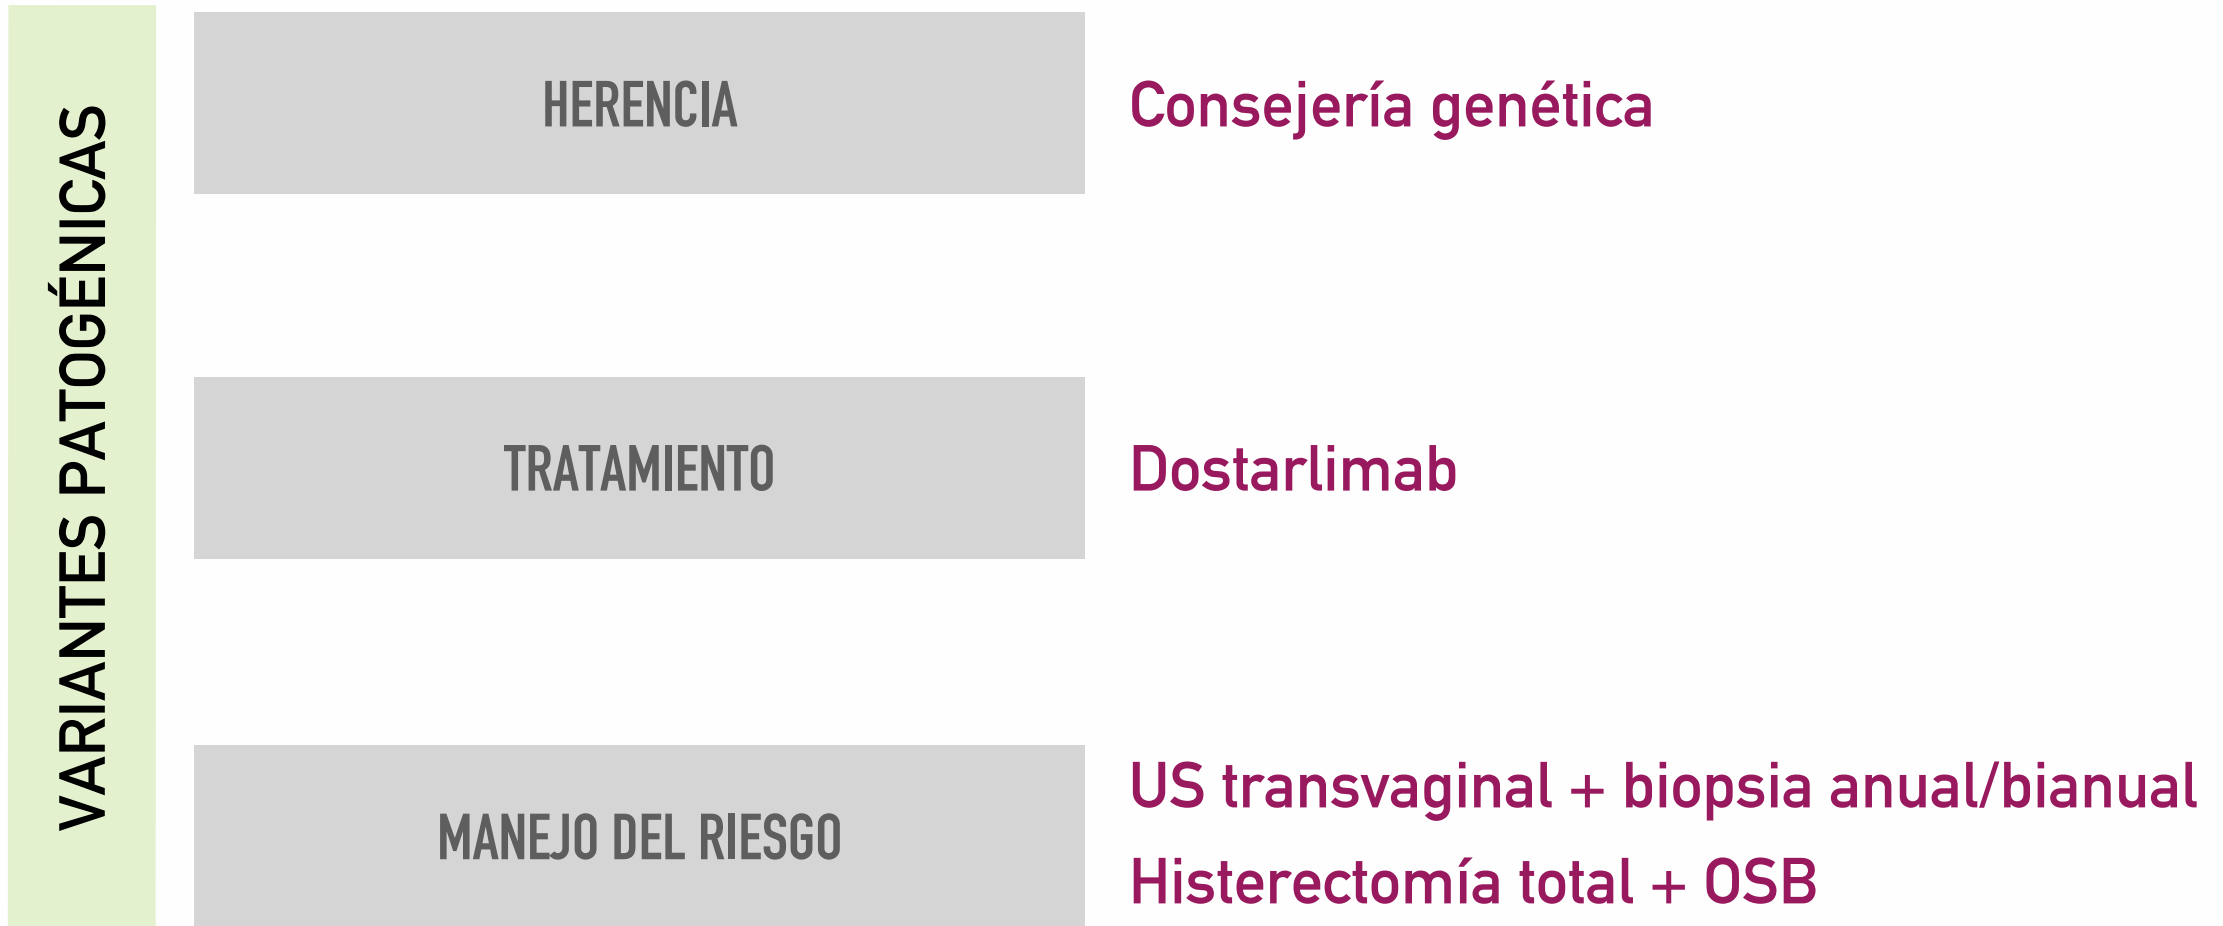 VARIANTES PATOGÉNICAS
HERENCIA
Consejería genética
TRATAMIENTO
Dostarlimab
MANEJO DEL RIESGO
US transvaginal + biopsia anual/bianual
Histerectomía total + OSB